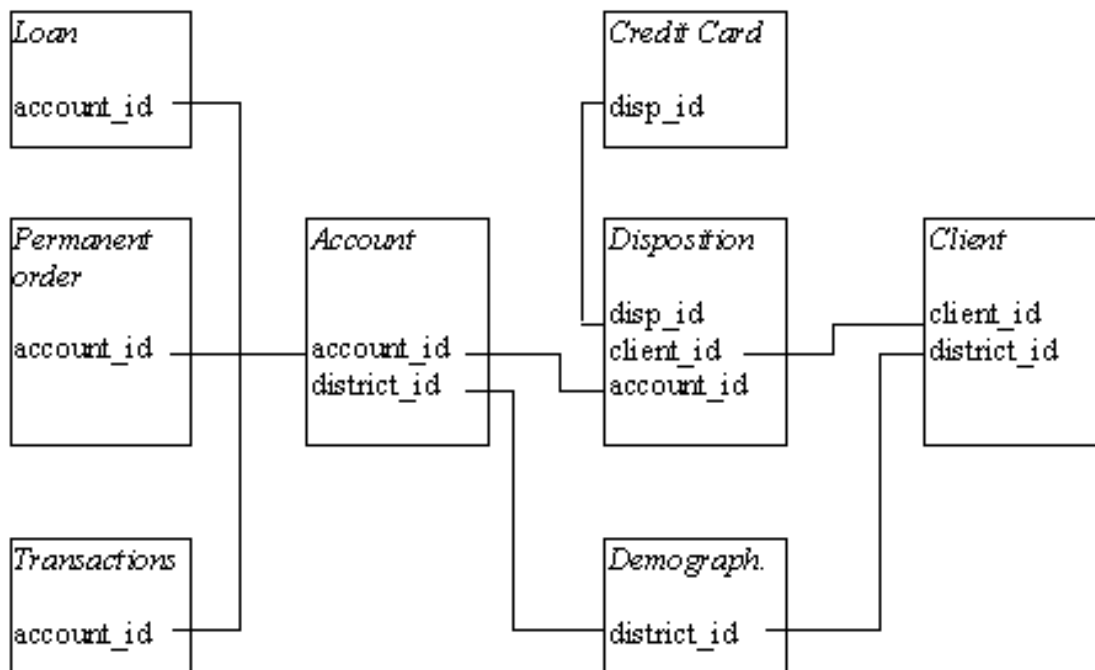 Loan
account_id
Credit Card
disp_id
Permanent
order
account_id
Account
account_id
district_id
Disposition
disp_id
client_id
account_id
Client
client_id
district_id
Transactions
account_id
Demograph.
district_id